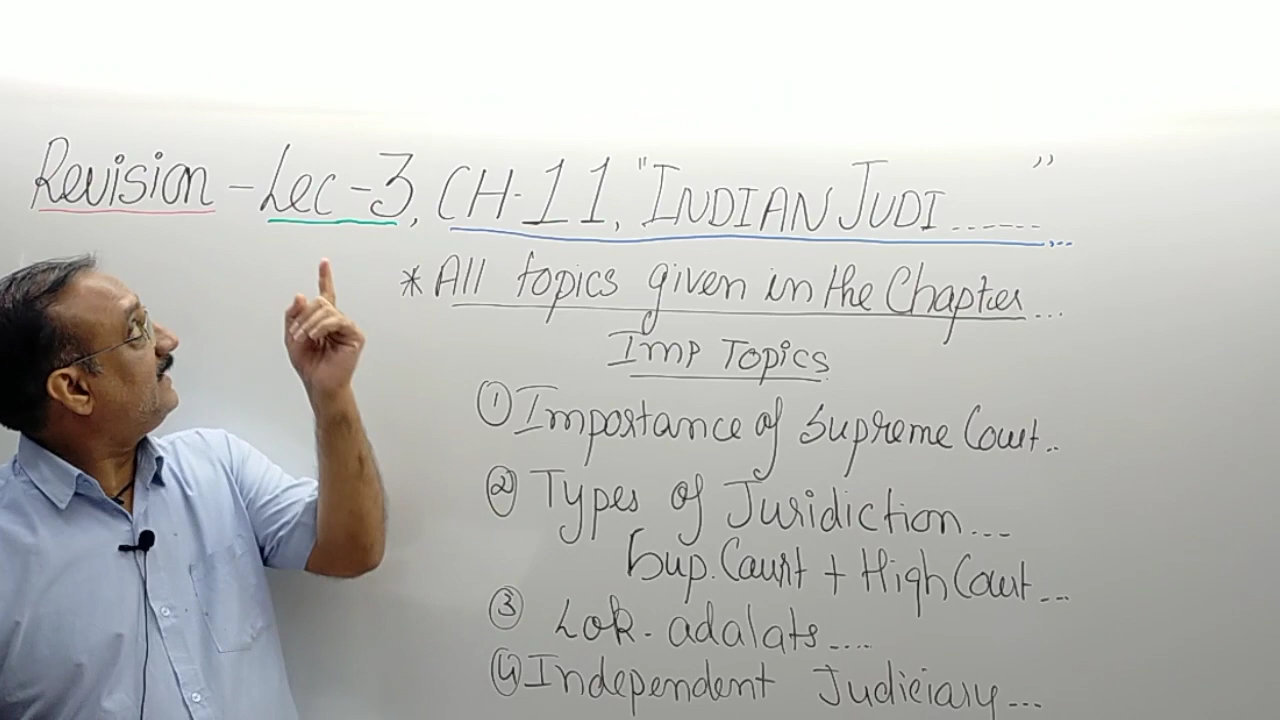 Revision - Lec-3, CH-11, "INDIAN JUDI......."
* All topics given in the Chapter...
Imp Topics
① Importance of Supreme Court..
② Types of Juridiction...
Sup. Court + High Court...
③ Lok-adalats....
④ Independent Judiciary...